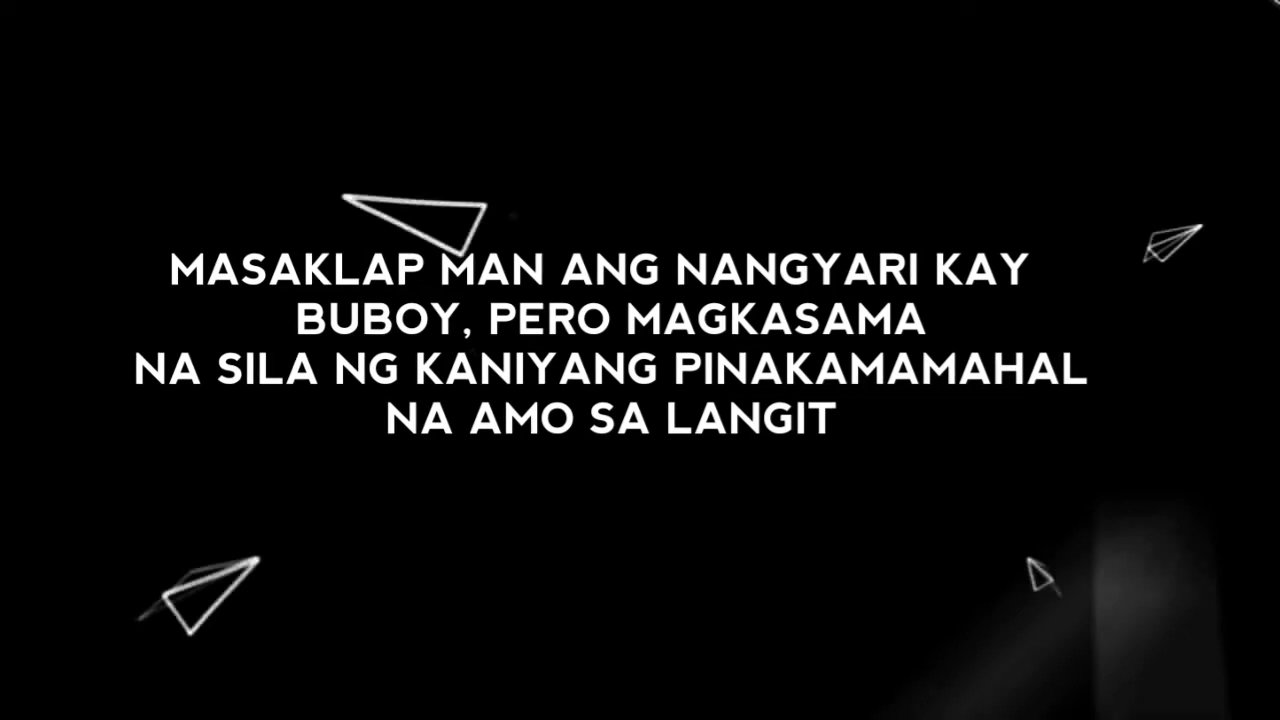 MASAKLAP MAN ANG NANGYARI KAY
BUBOY, PERO MAGKASAMA
NA SILA NG KANIYANG PINAKAMAMAHAL
NA AMO SA LANGIT